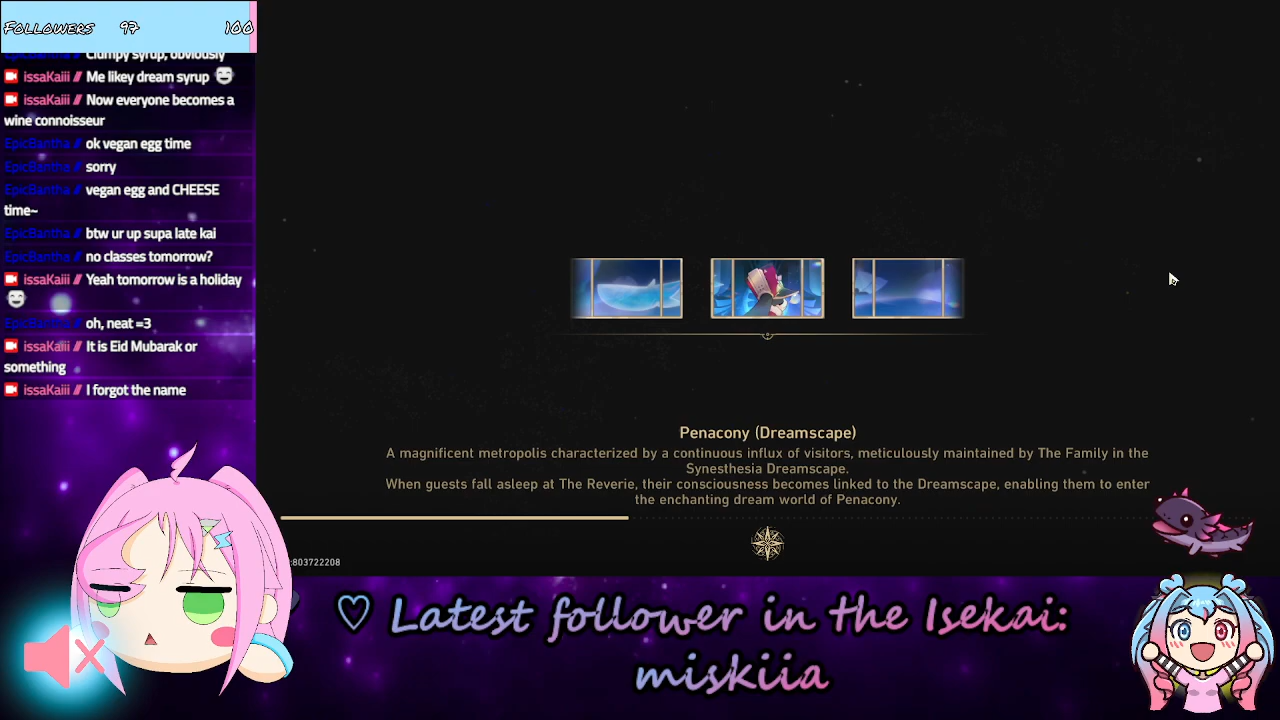 Followers 97 100
EpicBantha // Clumpy syrup, obviously
issaKaiii // Me likey dream syrup
issaKaiii // Now everyone becomes a
wine connoisseur
EpicBantha // ok vegan egg time
EpicBantha // sorry
EpicBantha // vegan egg and CHEESE
time~
EpicBantha // btw ur up supa late kai
EpicBantha // no classes tomorrow?
issaKaiii // Yeah tomorrow is a holiday
EpicBantha // oh, neat =3
issaKaiii // It is Eid Mubarak or
something
issaKaiii // I forgot the name
Penacony (Dreamscape)
A magnificent metropolis characterized by a continuous influx of visitors, meticulously maintained by The Family in the
Synesthesia Dreamscape.
When guests fall asleep at The Reverie, their consciousness becomes linked to the Dreamscape, enabling them to enter
the enchanting dream world of Penacony.
:803722208
♡ Latest follower in the Isekai:
miskiia